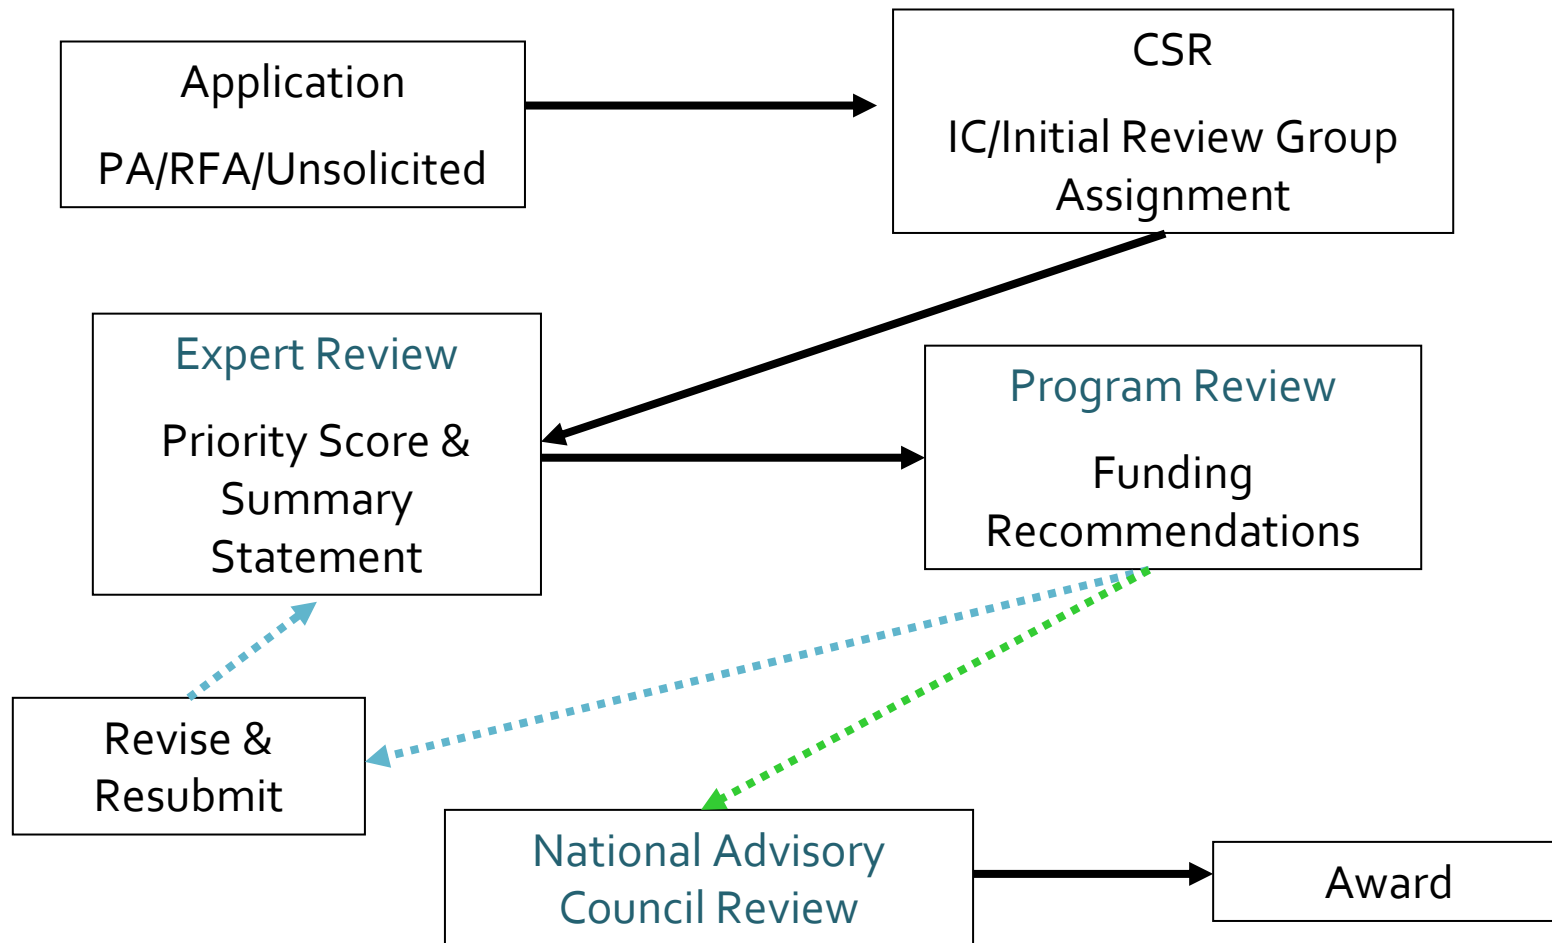 Application
PA/RFA/Unsolicited
CSR
IC/Initial Review Group
Assignment
Expert Review
Priority Score &
Summary
Statement
Program Review
Funding
Recommendations
Revise &
Resubmit
National Advisory
Council Review
Award